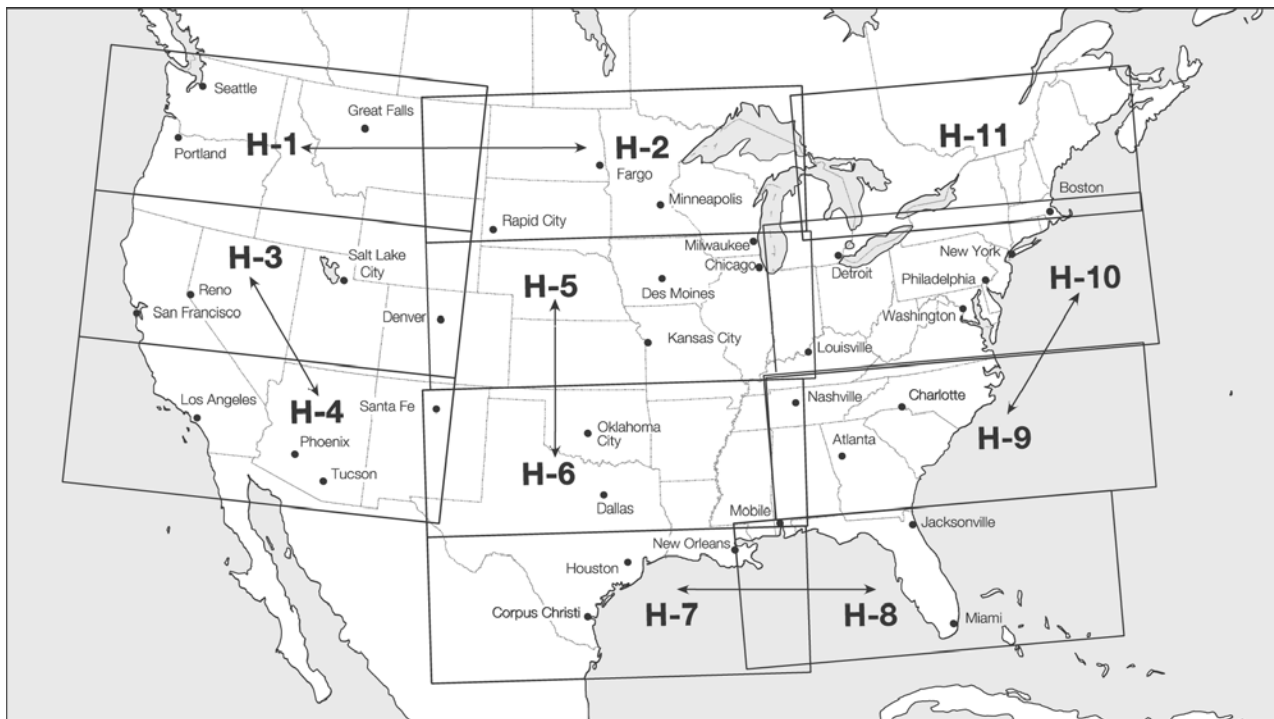 Seattle
Great Falls
H-11
Portland
H-1
H-2
Fargo
Boston
Minneapolis
Rapid City
H-3
Salt Lake
City
Milwaukee
New York
Chicago
Detroit
Philadelphia
H-10
Reno
H-5
Des Moines
San Francisco
Denver
Washington
Kansas City
Louisville
Los Angeles
H-4
Santa Fe
Nashville
Charlotte
Oklahoma
City
Phoenix
Atlanta
H-9
Tucson
H-6
Dallas
Mobile
Jacksonville
New Orleans
Houston
Corpus Christi
H-7
H-8
Miami